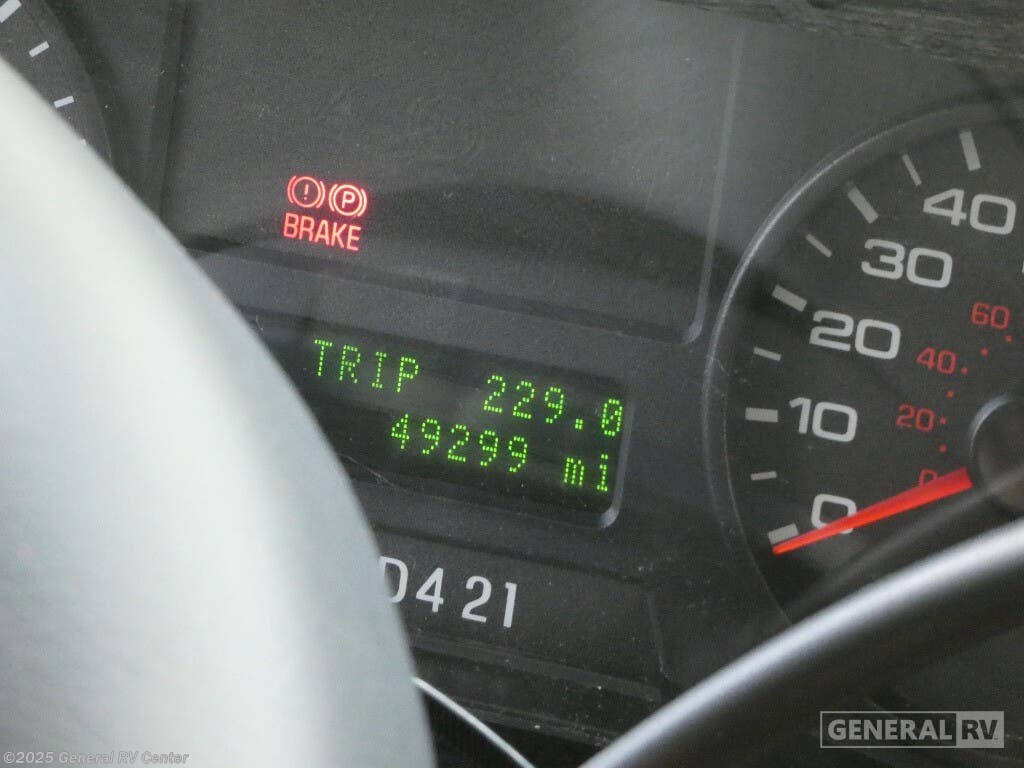 (!) (P)
BRAKE
TRIP 229.0
49299 mi
D421
0
10
20
30
40
0
20
40
60
GENERAL RV
©2025 General RV Center